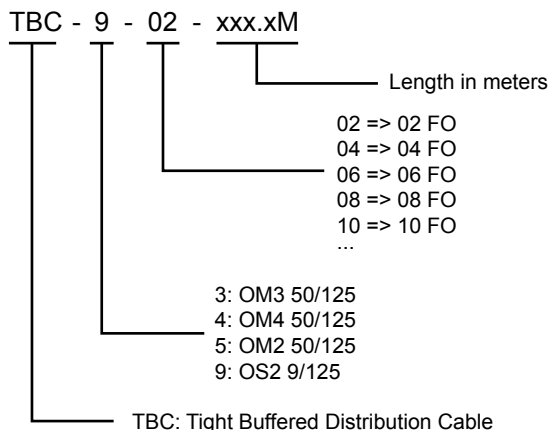 TBC - 9 - 02 - xxx.xM
Length in meters
02 => 02 FO
04 => 04 FO
06 => 06 FO
08 => 08 FO
10 => 10 FO
...
3: OM3 50/125
4: OM4 50/125
5: OM2 50/125
9: OS2 9/125
TBC: Tight Buffered Distribution Cable